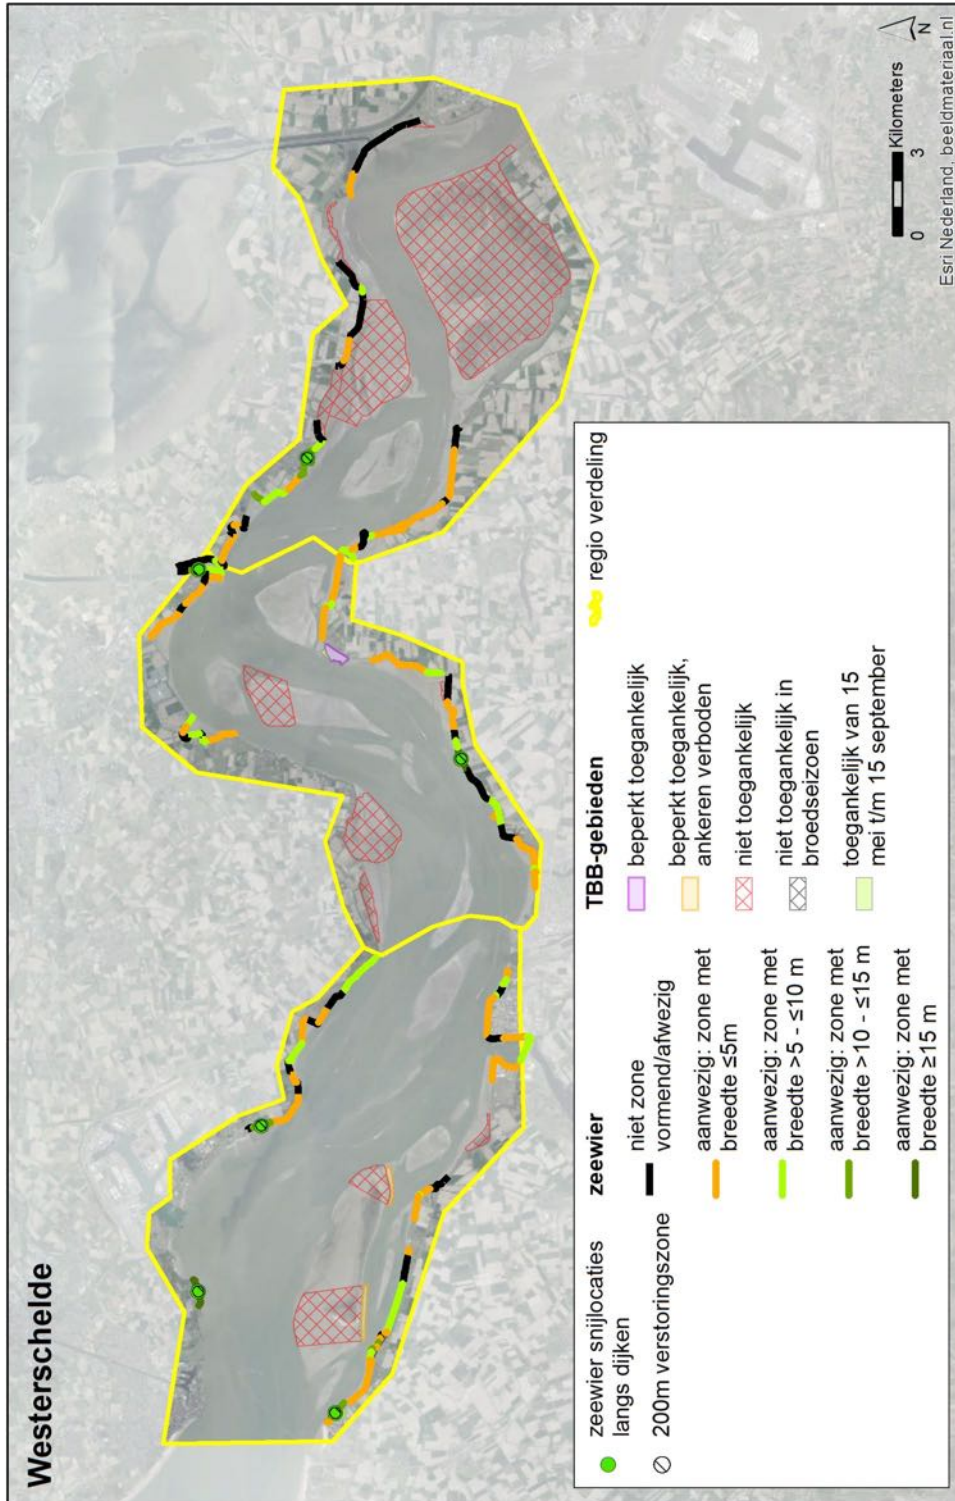 Westerschelde
N
0 3 Kilometers
Esri Nederland, beeldmateriaal.nl
zeewier snijlocaties
langs dijken
200m verstoringszone
zeewier
niet zone
vormend/afwezig
aanwezig: zone met
breedte ≤5m
aanwezig: zone met
breedte >5 - ≤10 m
aanwezig: zone met
breedte >10 - ≤15 m
aanwezig: zone met
breedte ≥15 m
TBB-gebieden
beperkt toegankelijk
beperkt toegankelijk,
ankeren verboden
niet toegankelijk
niet toegankelijk in
broedseizoen
toegankelijk van 15
mei t/m 15 september
regio verdeling